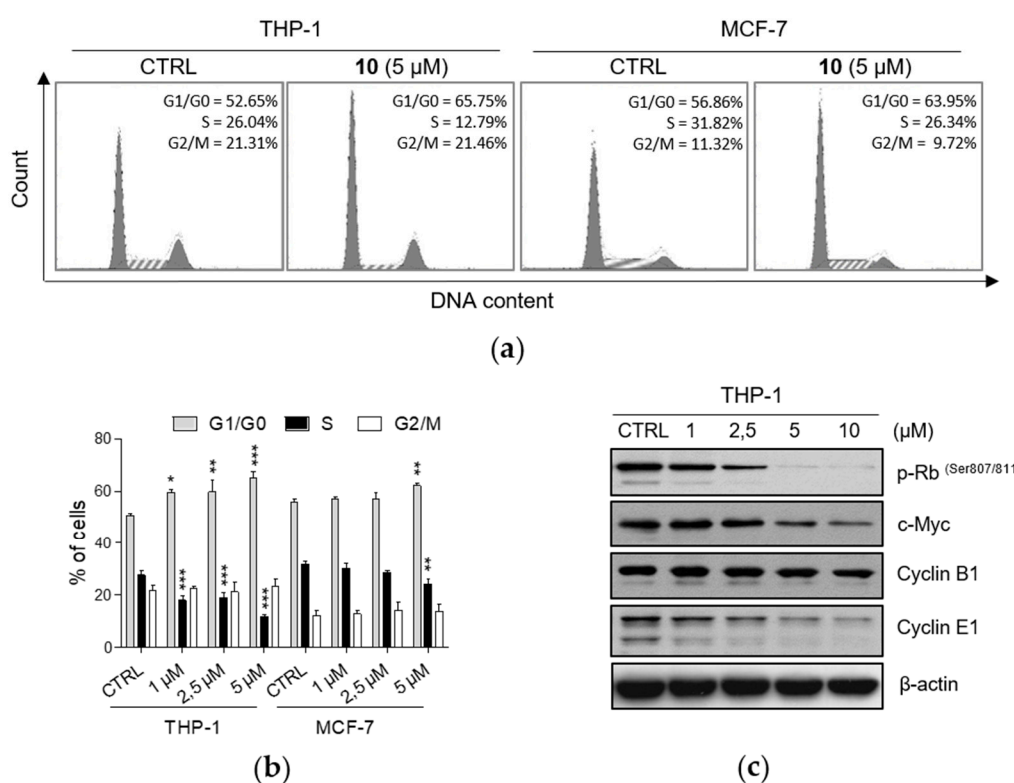 THP-1
MCF-7
CTRL
10 (5 µM)
CTRL
10 (5 µM)
G1/G0 = 52.65%
S = 26.04%
G2/M = 21.31%
G1/G0 = 65.75%
S = 12.79%
G2/M = 21.46%
G1/G0 = 56.86%
S = 31.82%
G2/M = 11.32%
G1/G0 = 63.95%
S = 26.34%
G2/M = 9.72%
Count
DNA content
(a)
G1/G0 S G2/M
% of cells
80
60
40
20
0
*
***
**
***
***
***
**
**
CTRL
1 µM
2,5 µM
5 µM
CTRL
1 µM
2,5 µM
5 µM
THP-1
MCF-7
(b)
THP-1
CTRL 1 2,5 5 10 (µM)
p-Rb (Ser807/811
c-Myc
Cyclin B1
Cyclin E1
β-actin
(c)